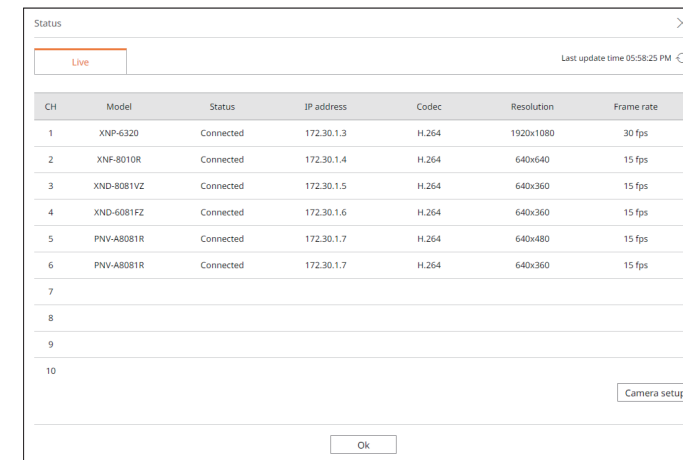 Status
Live
Last update time 05:58:25 PM
CH Model Status IP address Codec Resolution Frame rate
1 XNP-6320 Connected 172.30.1.3 H.264 1920x1080 30 fps
2 XNF-8010R Connected 172.30.1.4 H.264 640x640 15 fps
3 XND-8081VZ Connected 172.30.1.5 H.264 640x360 15 fps
4 XND-6081FZ Connected 172.30.1.6 H.264 640x360 15 fps
5 PNV-A8081R Connected 172.30.1.7 H.264 640x480 15 fps
6 PNV-A8081R Connected 172.30.1.7 H.264 640x360 15 fps
7
8
9
10
Camera setup
Ok